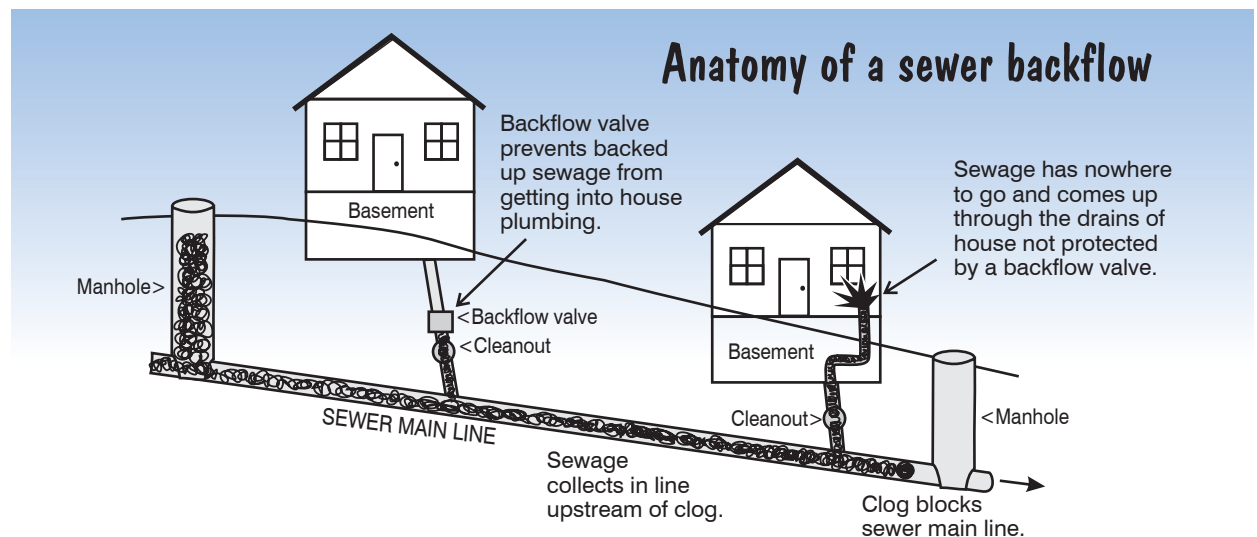 Anatomy of a sewer backflow
Backflow valve
prevents backed
up sewage from
getting into house
plumbing.
Sewage has nowhere
to go and comes up
through the drains of
house not protected
by a backflow valve.
Basement
Manhole>
<Backflow valve
<Cleanout
Basement
Cleanout>
<Manhole
SEWER MAIN LINE
Sewage
collects in line
upstream of clog.
Clog blocks
sewer main line.